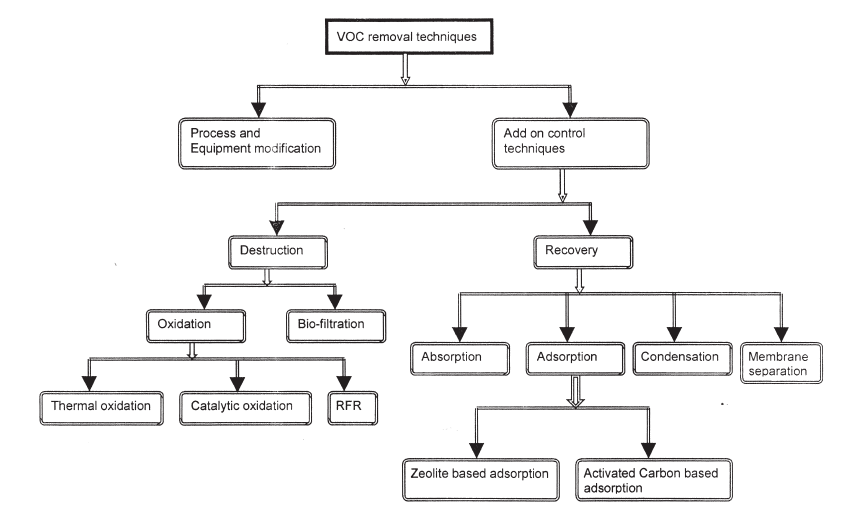 VOC removal techniques
Process and
Equipment modification
Add on control
techniques
Destruction
Recovery
Oxidation
Bio-filtration
Absorption
Adsorption
Condensation
Membrane
separation
Thermal oxidation
Catalytic oxidation
RFR
Zeolite based adsorption
Activated Carbon based
adsorption